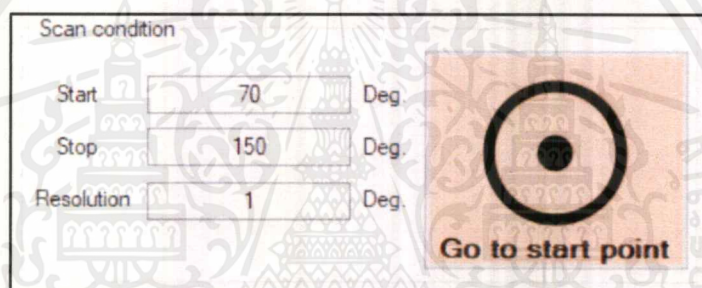 Scan condition
Start 70 Deg.
Stop 150 Deg.
Resolution 1 Deg.
Go to start point